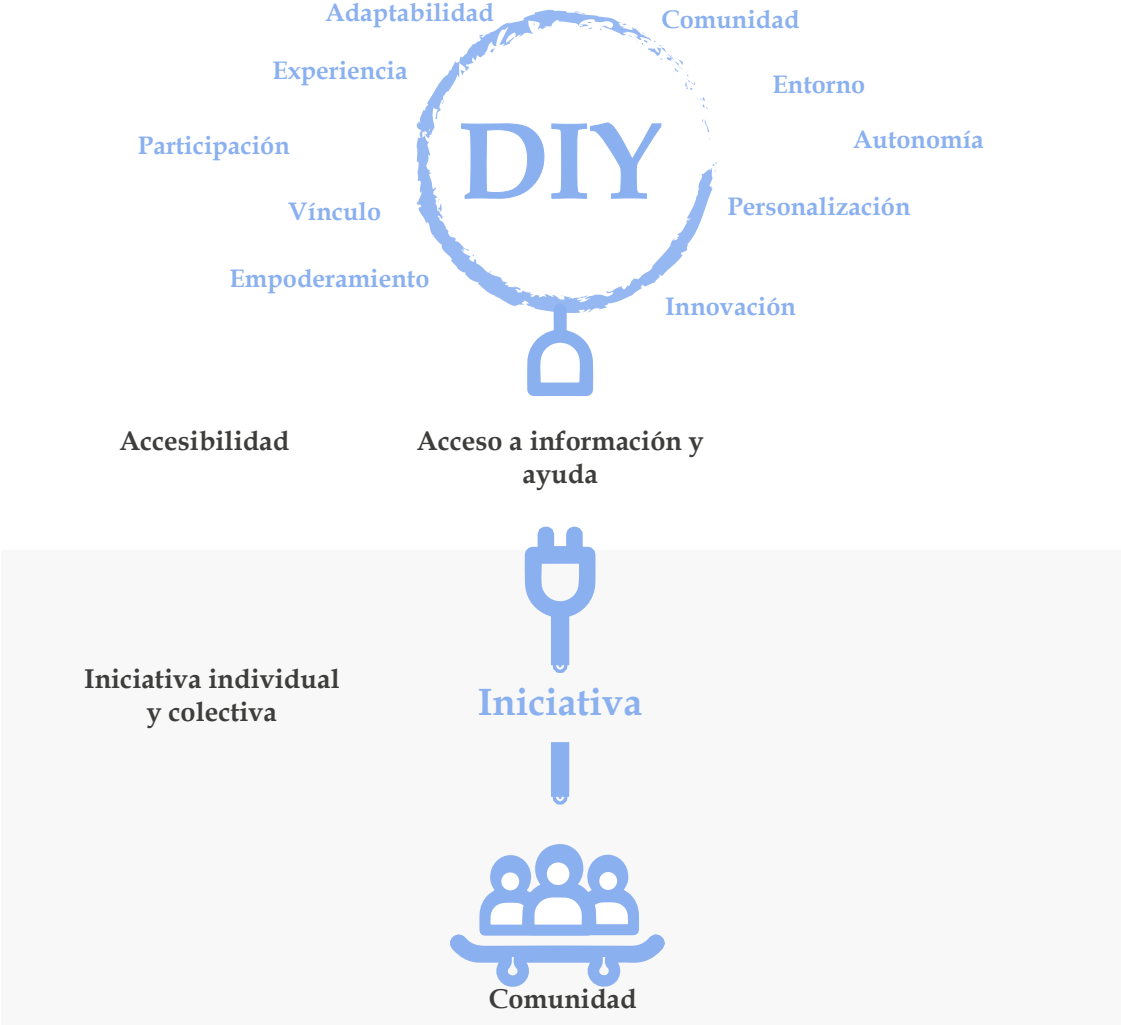 Adaptabilidad
Comunidad
Experiencia
Entorno
DIY
Participación
Autonomía
Vínculo
Personalización
Empoderamiento
Innovación
Accesibilidad
Acceso a información y
ayuda
Iniciativa individual
y colectiva
Iniciativa
Comunidad